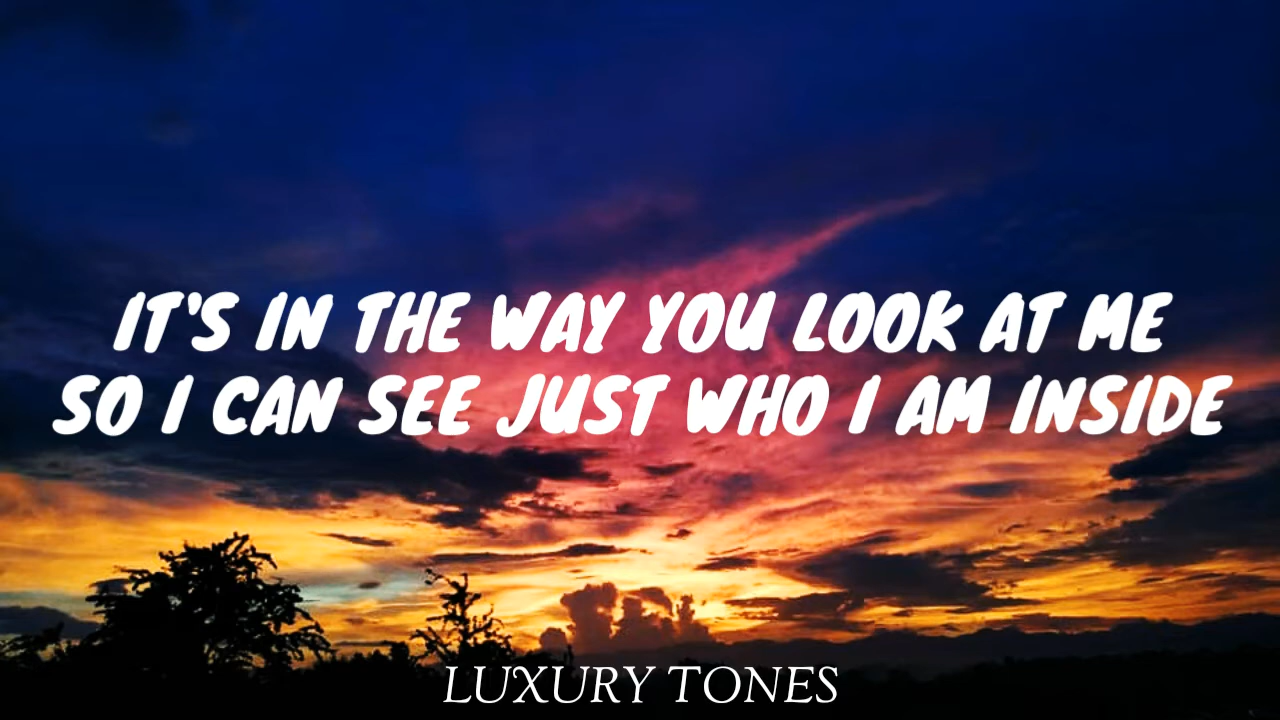 IT'S IN THE WAY YOU LOOK AT ME
SO I CAN SEE JUST WHO I AM INSIDE
LUXURY TONES